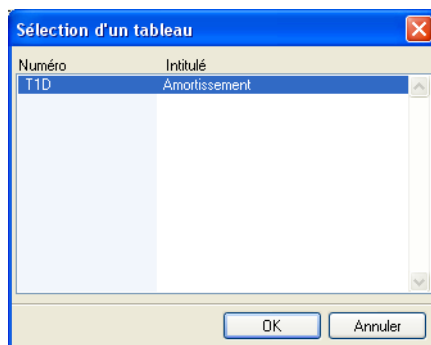 Sélection d'un tableau
Numéro Intitulé
T1D Amortissement
OK Annuler